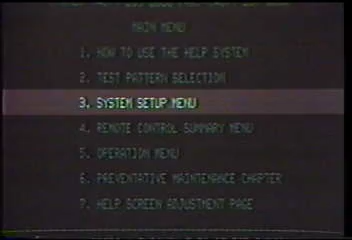 MAIN MENU
1. HOW TO USE THE HELP SYSTEM
2. TEST PATTERN SELECTION
3. SYSTEM SETUP MENU
4. REMOTE CONTROL SUMMARY MENU
5. OPERATION MENU
6. PREVENTATIVE MAINTENANCE CHAPTER
7. HELP SCREEN ADJUSTMENT PAGE